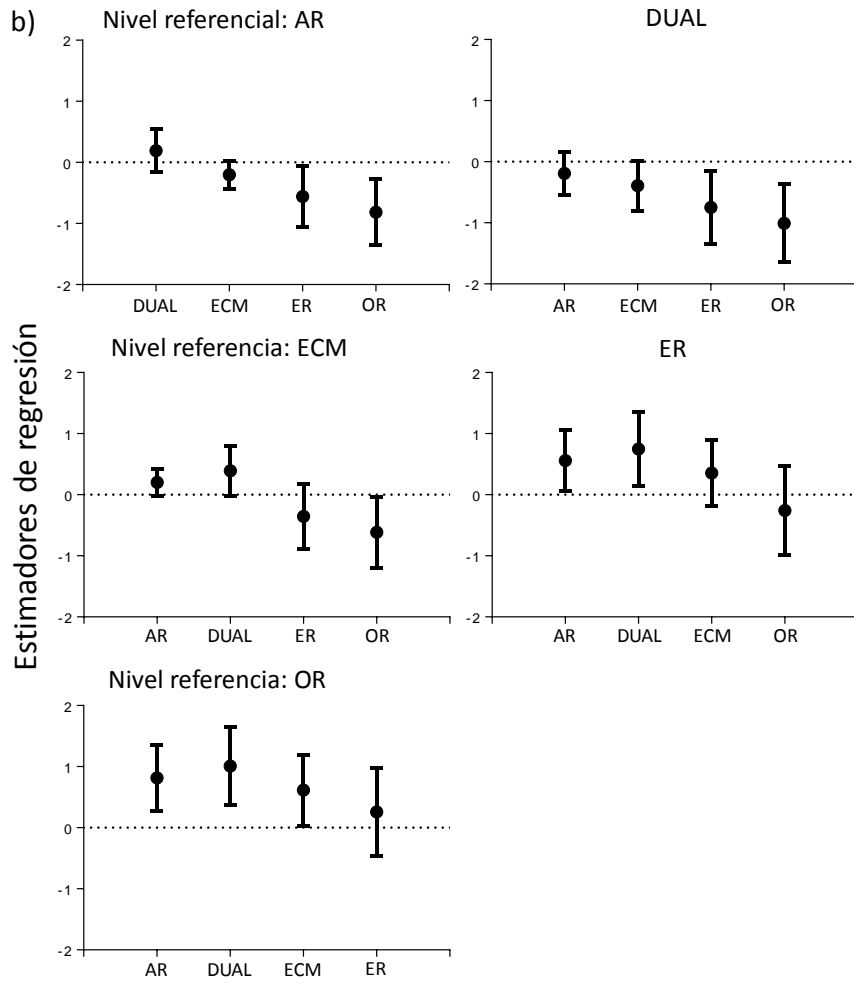 b)
Nivel referencial: AR
DUAL
2
1
0
-1
-2
DUAL ECM ER OR
2
1
0
-1
-2
AR ECM ER OR
Estimadores de regresión
Nivel referencia: ECM
ER
2
1
0
-1
-2
AR DUAL ER OR
2
1
0
-1
-2
AR DUAL ECM OR
Nivel referencia: OR
2
1
0
-1
-2
AR DUAL ECM ER